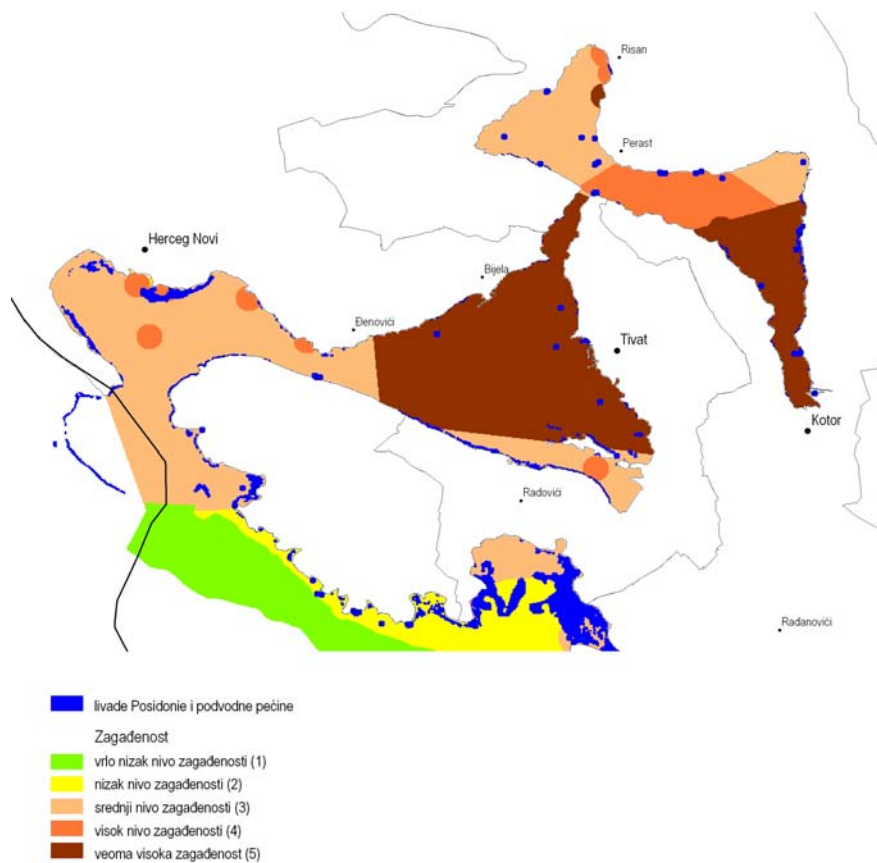 Risan
Perast
Herceg Novi
Bijela
Đenovići
Tivat
Kotor
Radovići
Radanovići
livade Posidonie i podvodne pećine
Zagađenost
vrlo nizak nivo zagađenosti (1)
nizak nivo zagađenosti (2)
srednji nivo zagađenosti (3)
visok nivo zagađenosti (4)
veoma visoka zagađenost (5)